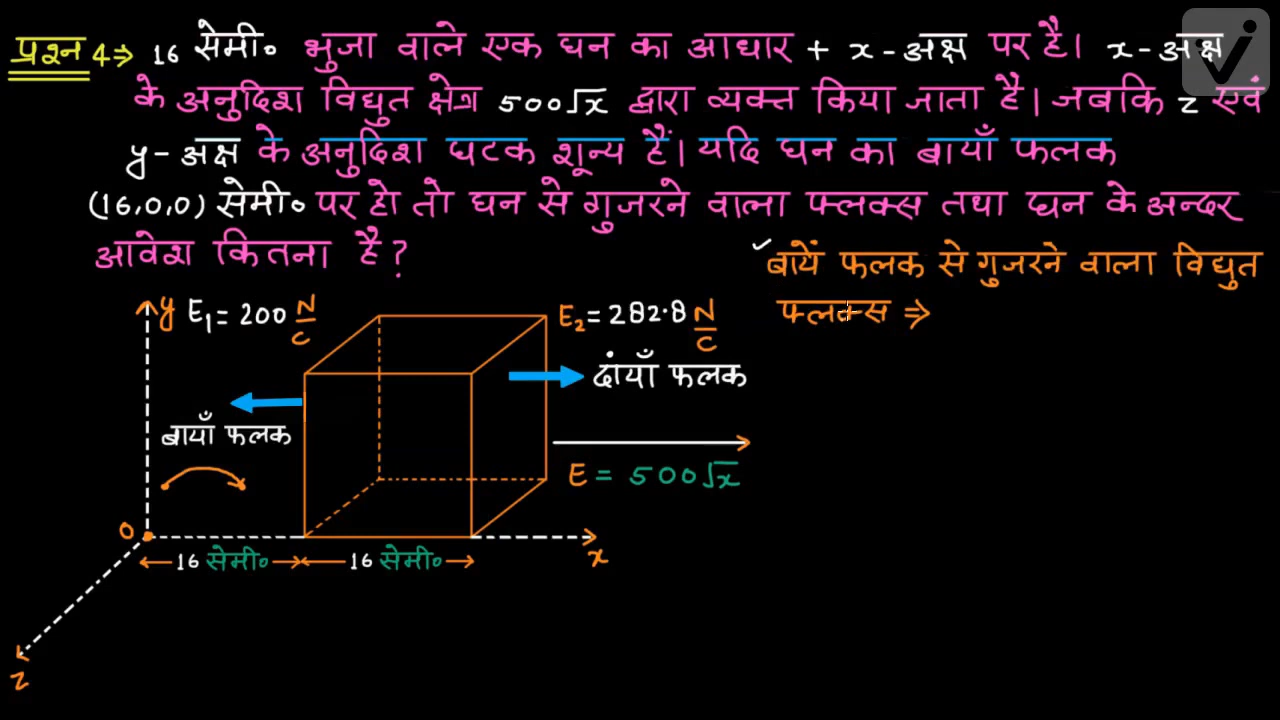 प्रश्न 4⇒ 16 सेमी० भुजा वाले एक घन का आधार + x-अक्ष पर है। x-अक्ष
के अनुदिश विद्युत क्षेत्र 500√x द्वारा व्यक्त किया जाता है। जबकि z एवं
y-अक्ष के अनुदिश घटक शून्य हैं। यदि घन का बायाँ फलक
(16,0,0) सेमी० पर हो तो घन से गुजरने वाला फ्लक्स तथा घन के अन्दर
आवेश कितना है?
✓बायें फलक से गुजरने वाला विद्युत
फ्लक्स ⇒
y E₁ = 200 N/C
E₂ = 282.8 N/C
दांयाँ फलक
बायाँ फलक
E = 500√x
O
16 सेमी० 16 सेमी० x
z